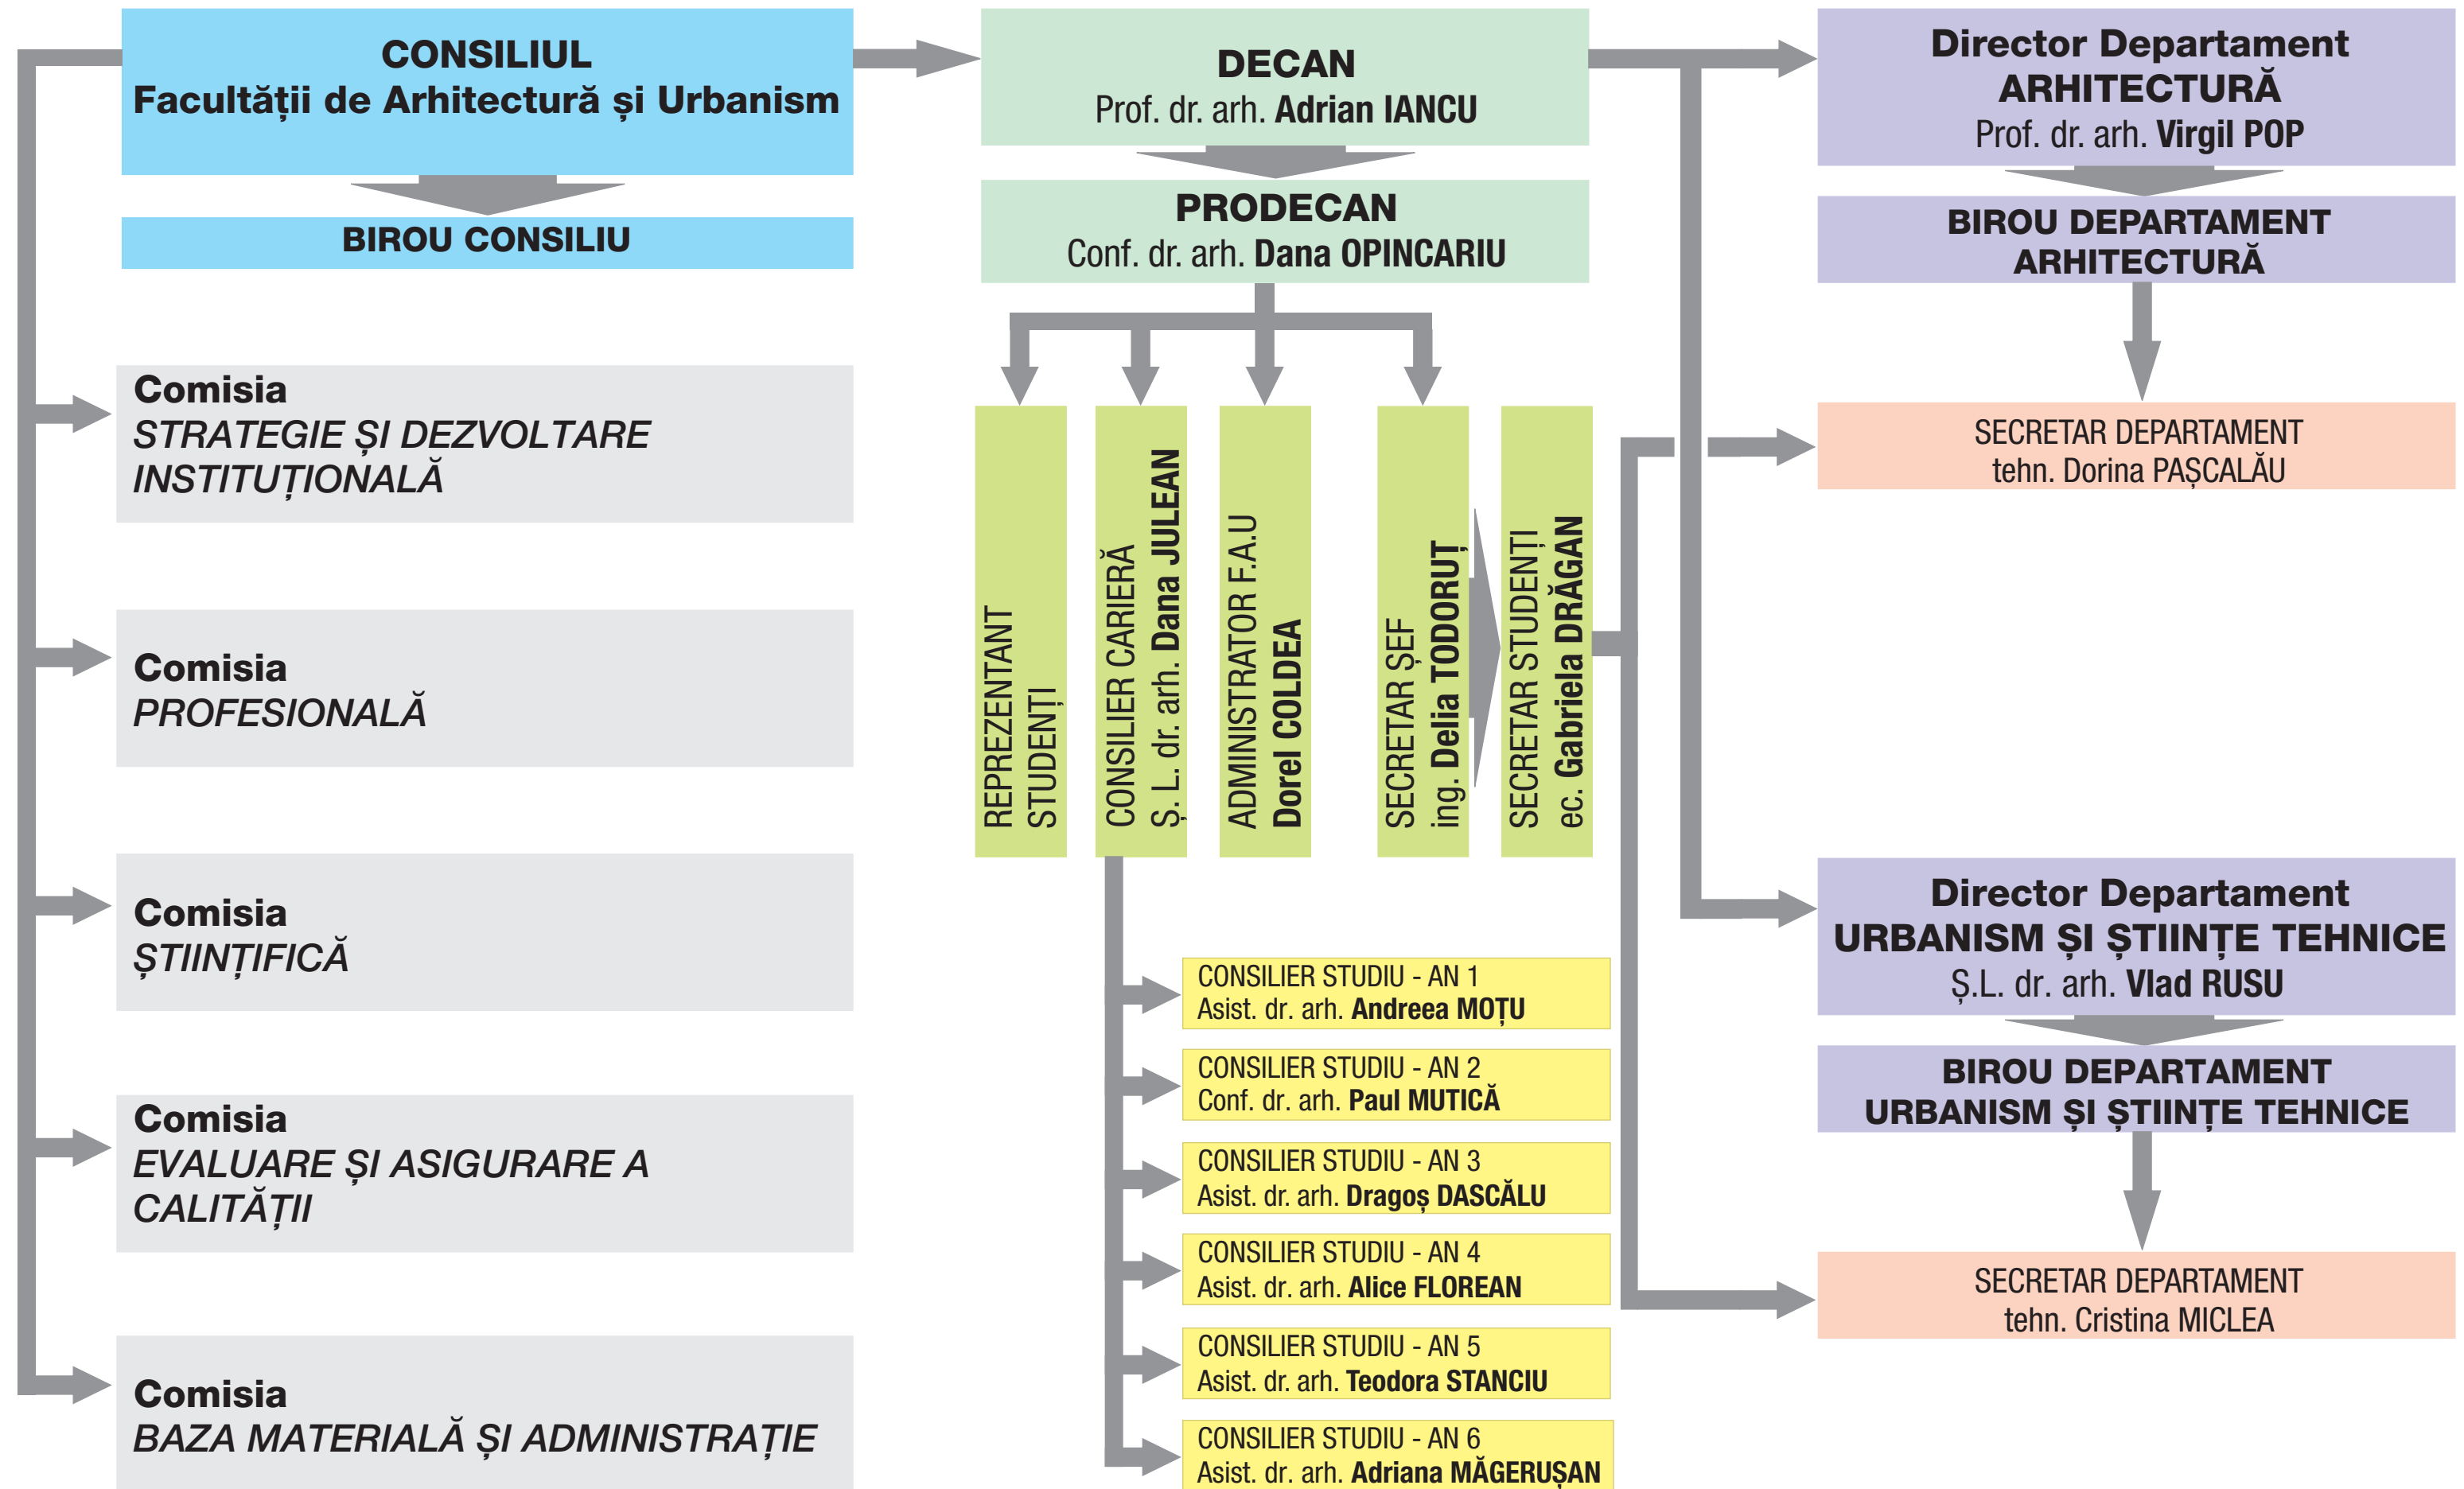 CONSILIUL
Facultății de Arhitectură și Urbanism
BIROU CONSILIU
Comisia
STRATEGIE ȘI DEZVOLTARE
INSTITUȚIONALĂ
Comisia
PROFESIONALĂ
Comisia
ȘTIINȚIFICĂ
Comisia
EVALUARE ȘI ASIGURARE A
CALITĂȚII
Comisia
BAZA MATERIALĂ ȘI ADMINISTRAȚIE
DECAN
Prof. dr. arh. Adrian IANCU
PRODECAN
Conf. dr. arh. Dana OPINCARIU
REPREZENTANT
STUDENȚI
CONSILIER CARIERĂ
Ș. L. dr. arh. Dana JULEAN
ADMINISTRATOR F.A.U
Dorel COLDEA
SECRETAR ȘEF
ing. Delia TODORUȚ
SECRETAR STUDENȚI
ec. Gabriela DRĂGAN
CONSILIER STUDIU - AN 1
Asist. dr. arh. Andreea MOȚU
CONSILIER STUDIU - AN 2
Conf. dr. arh. Paul MUTICĂ
CONSILIER STUDIU - AN 3
Asist. dr. arh. Dragoș DASCĂLU
CONSILIER STUDIU - AN 4
Asist. dr. arh. Alice FLOREAN
CONSILIER STUDIU - AN 5
Asist. dr. arh. Teodora STANCIU
CONSILIER STUDIU - AN 6
Asist. dr. arh. Adriana MĂGERUȘAN
Director Departament
ARHITECTURĂ
Prof. dr. arh. Virgil POP
BIROU DEPARTAMENT
ARHITECTURĂ
SECRETAR DEPARTAMENT
tehn. Dorina PAȘCALĂU
Director Departament
URBANISM ȘI ȘTIINȚE TEHNICE
Ș.L. dr. arh. Vlad RUSU
BIROU DEPARTAMENT
URBANISM ȘI ȘTIINȚE TEHNICE
SECRETAR DEPARTAMENT
tehn. Cristina MICLEA